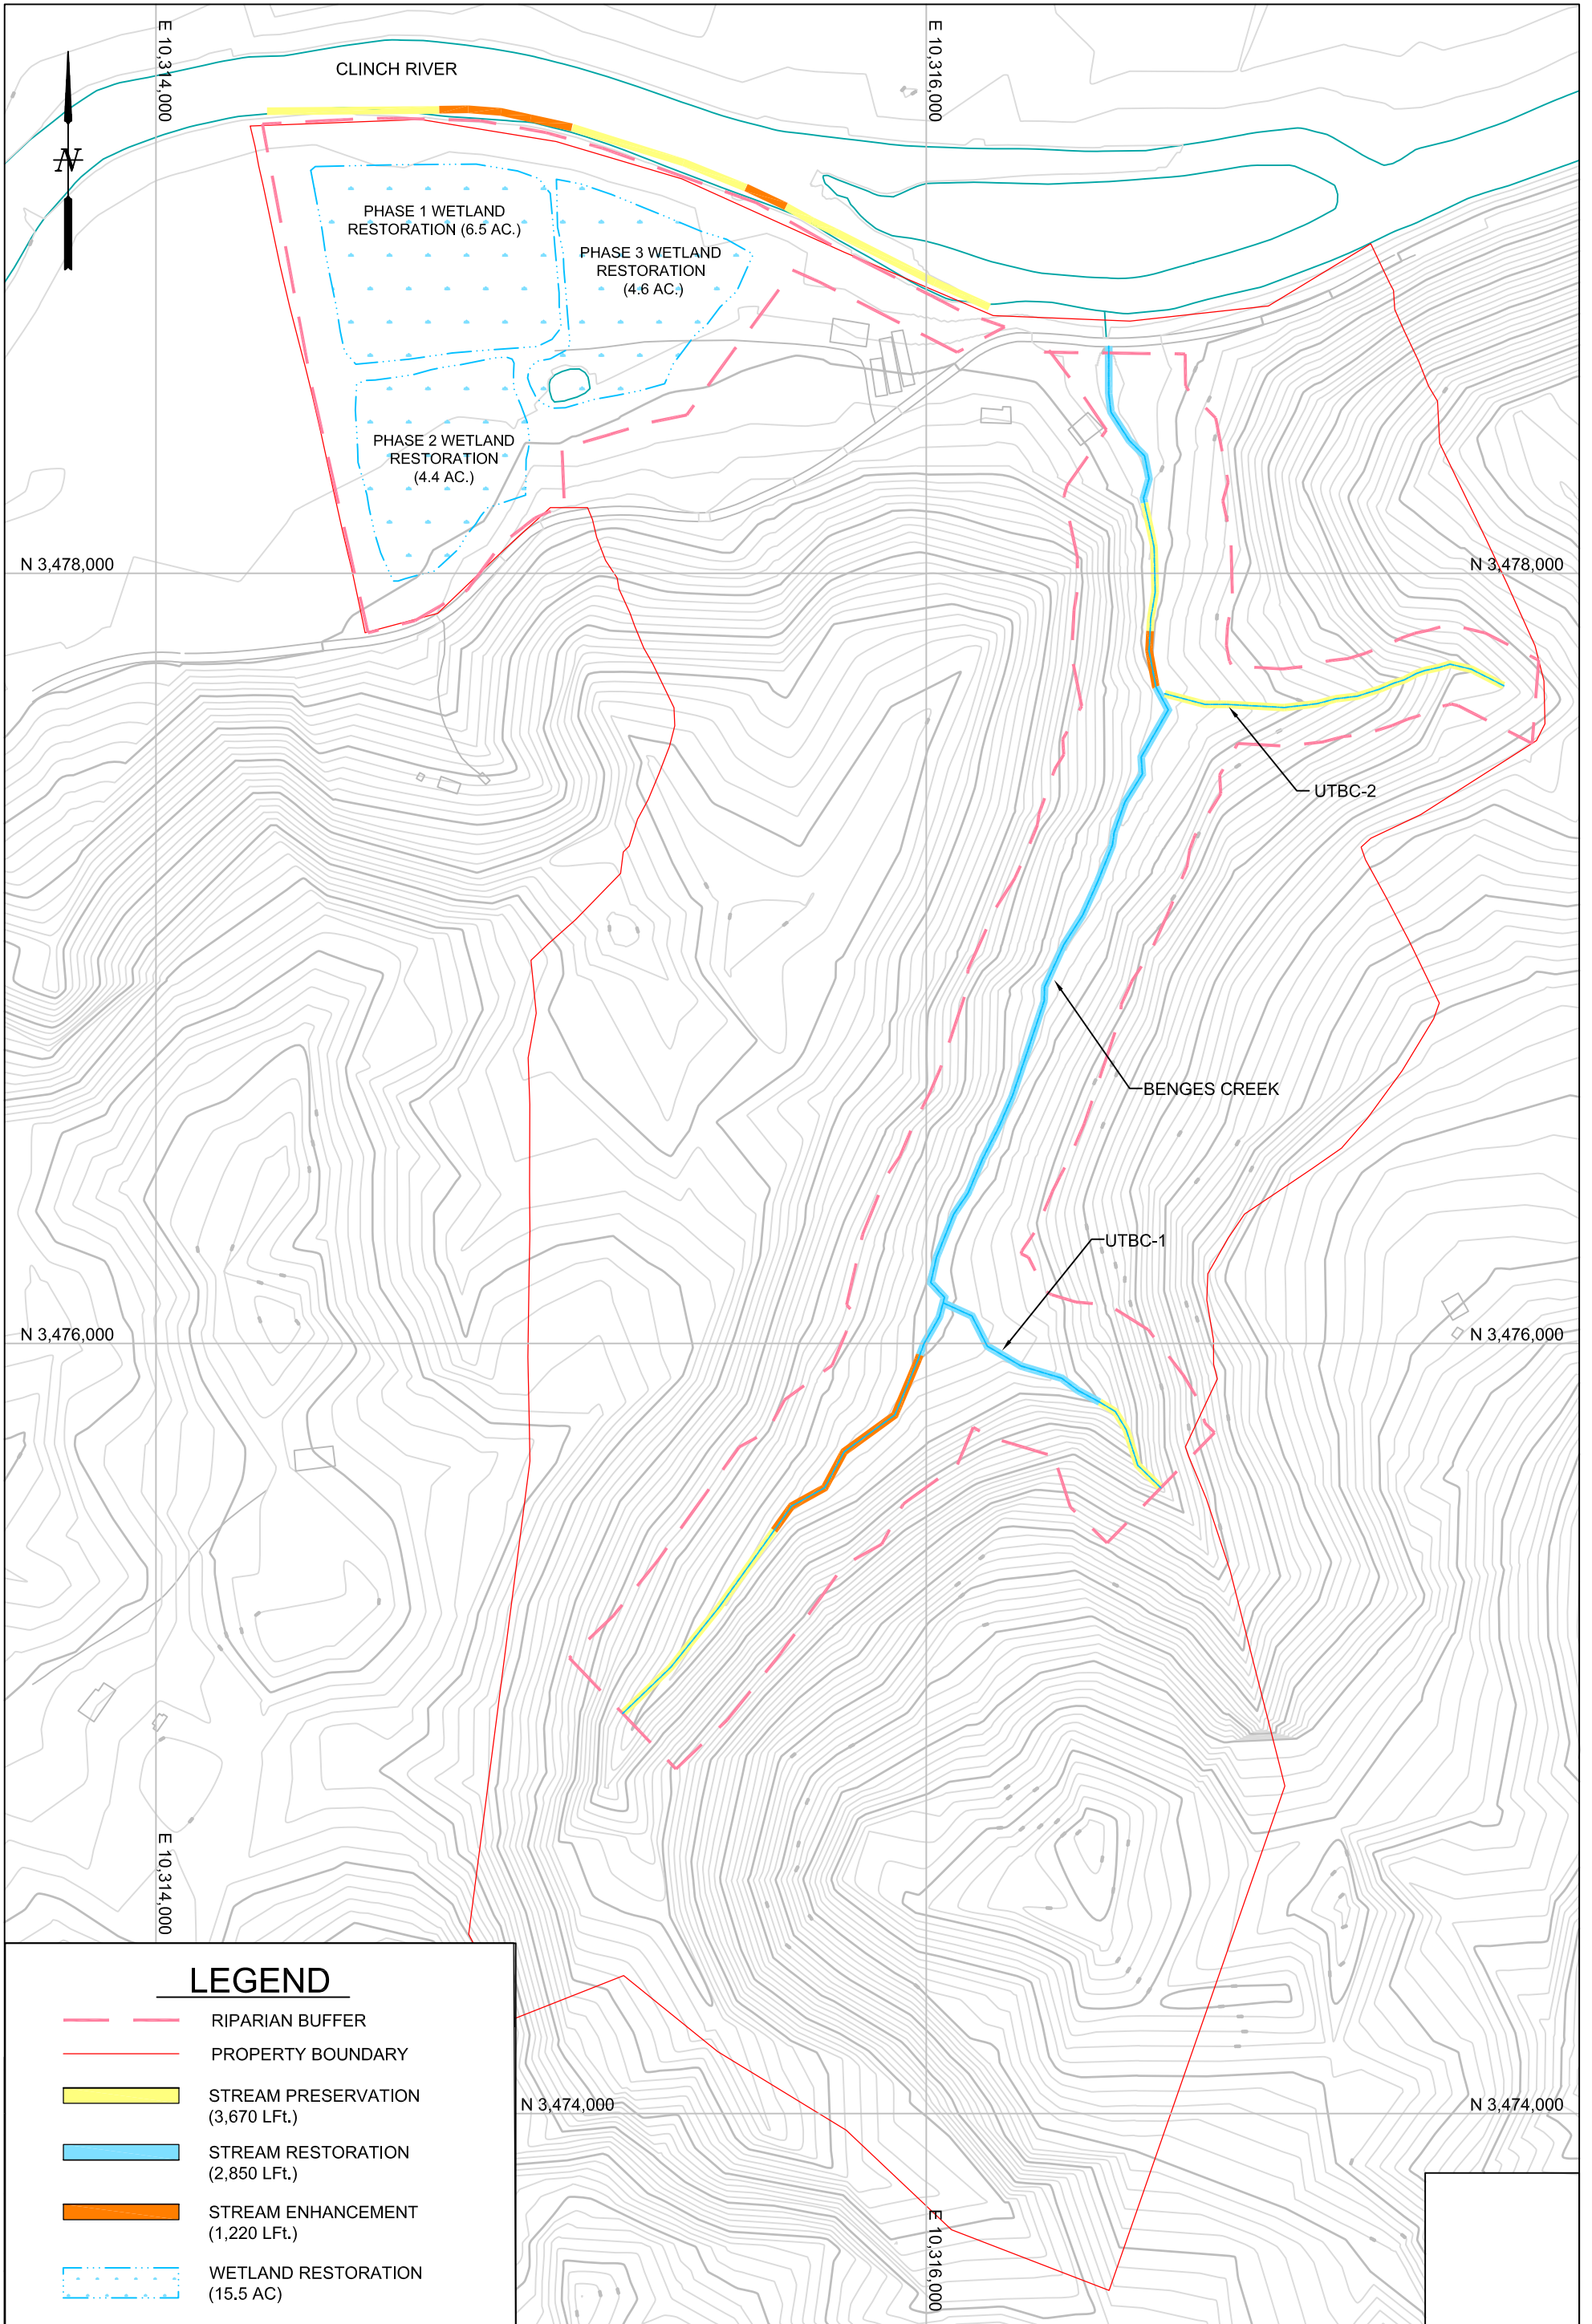 E 10,314,000
E 10,316,000
CLINCH RIVER
N
PHASE 1 WETLAND
RESTORATION (6.5 AC.)
PHASE 3 WETLAND
RESTORATION
(4.6 AC.)
PHASE 2 WETLAND
RESTORATION
(4.4 AC.)
N 3,478,000
N 3,478,000
UTBC-2
BENGES CREEK
UTBC-1
N 3,476,000
N 3,476,000
E 10,314,000
LEGEND
RIPARIAN BUFFER
PROPERTY BOUNDARY
STREAM PRESERVATION
(3,670 LFt.)
STREAM RESTORATION
(2,850 LFt.)
STREAM ENHANCEMENT
(1,220 LFt.)
WETLAND RESTORATION
(15.5 AC)
N 3,474,000
N 3,474,000
E 10,316,000